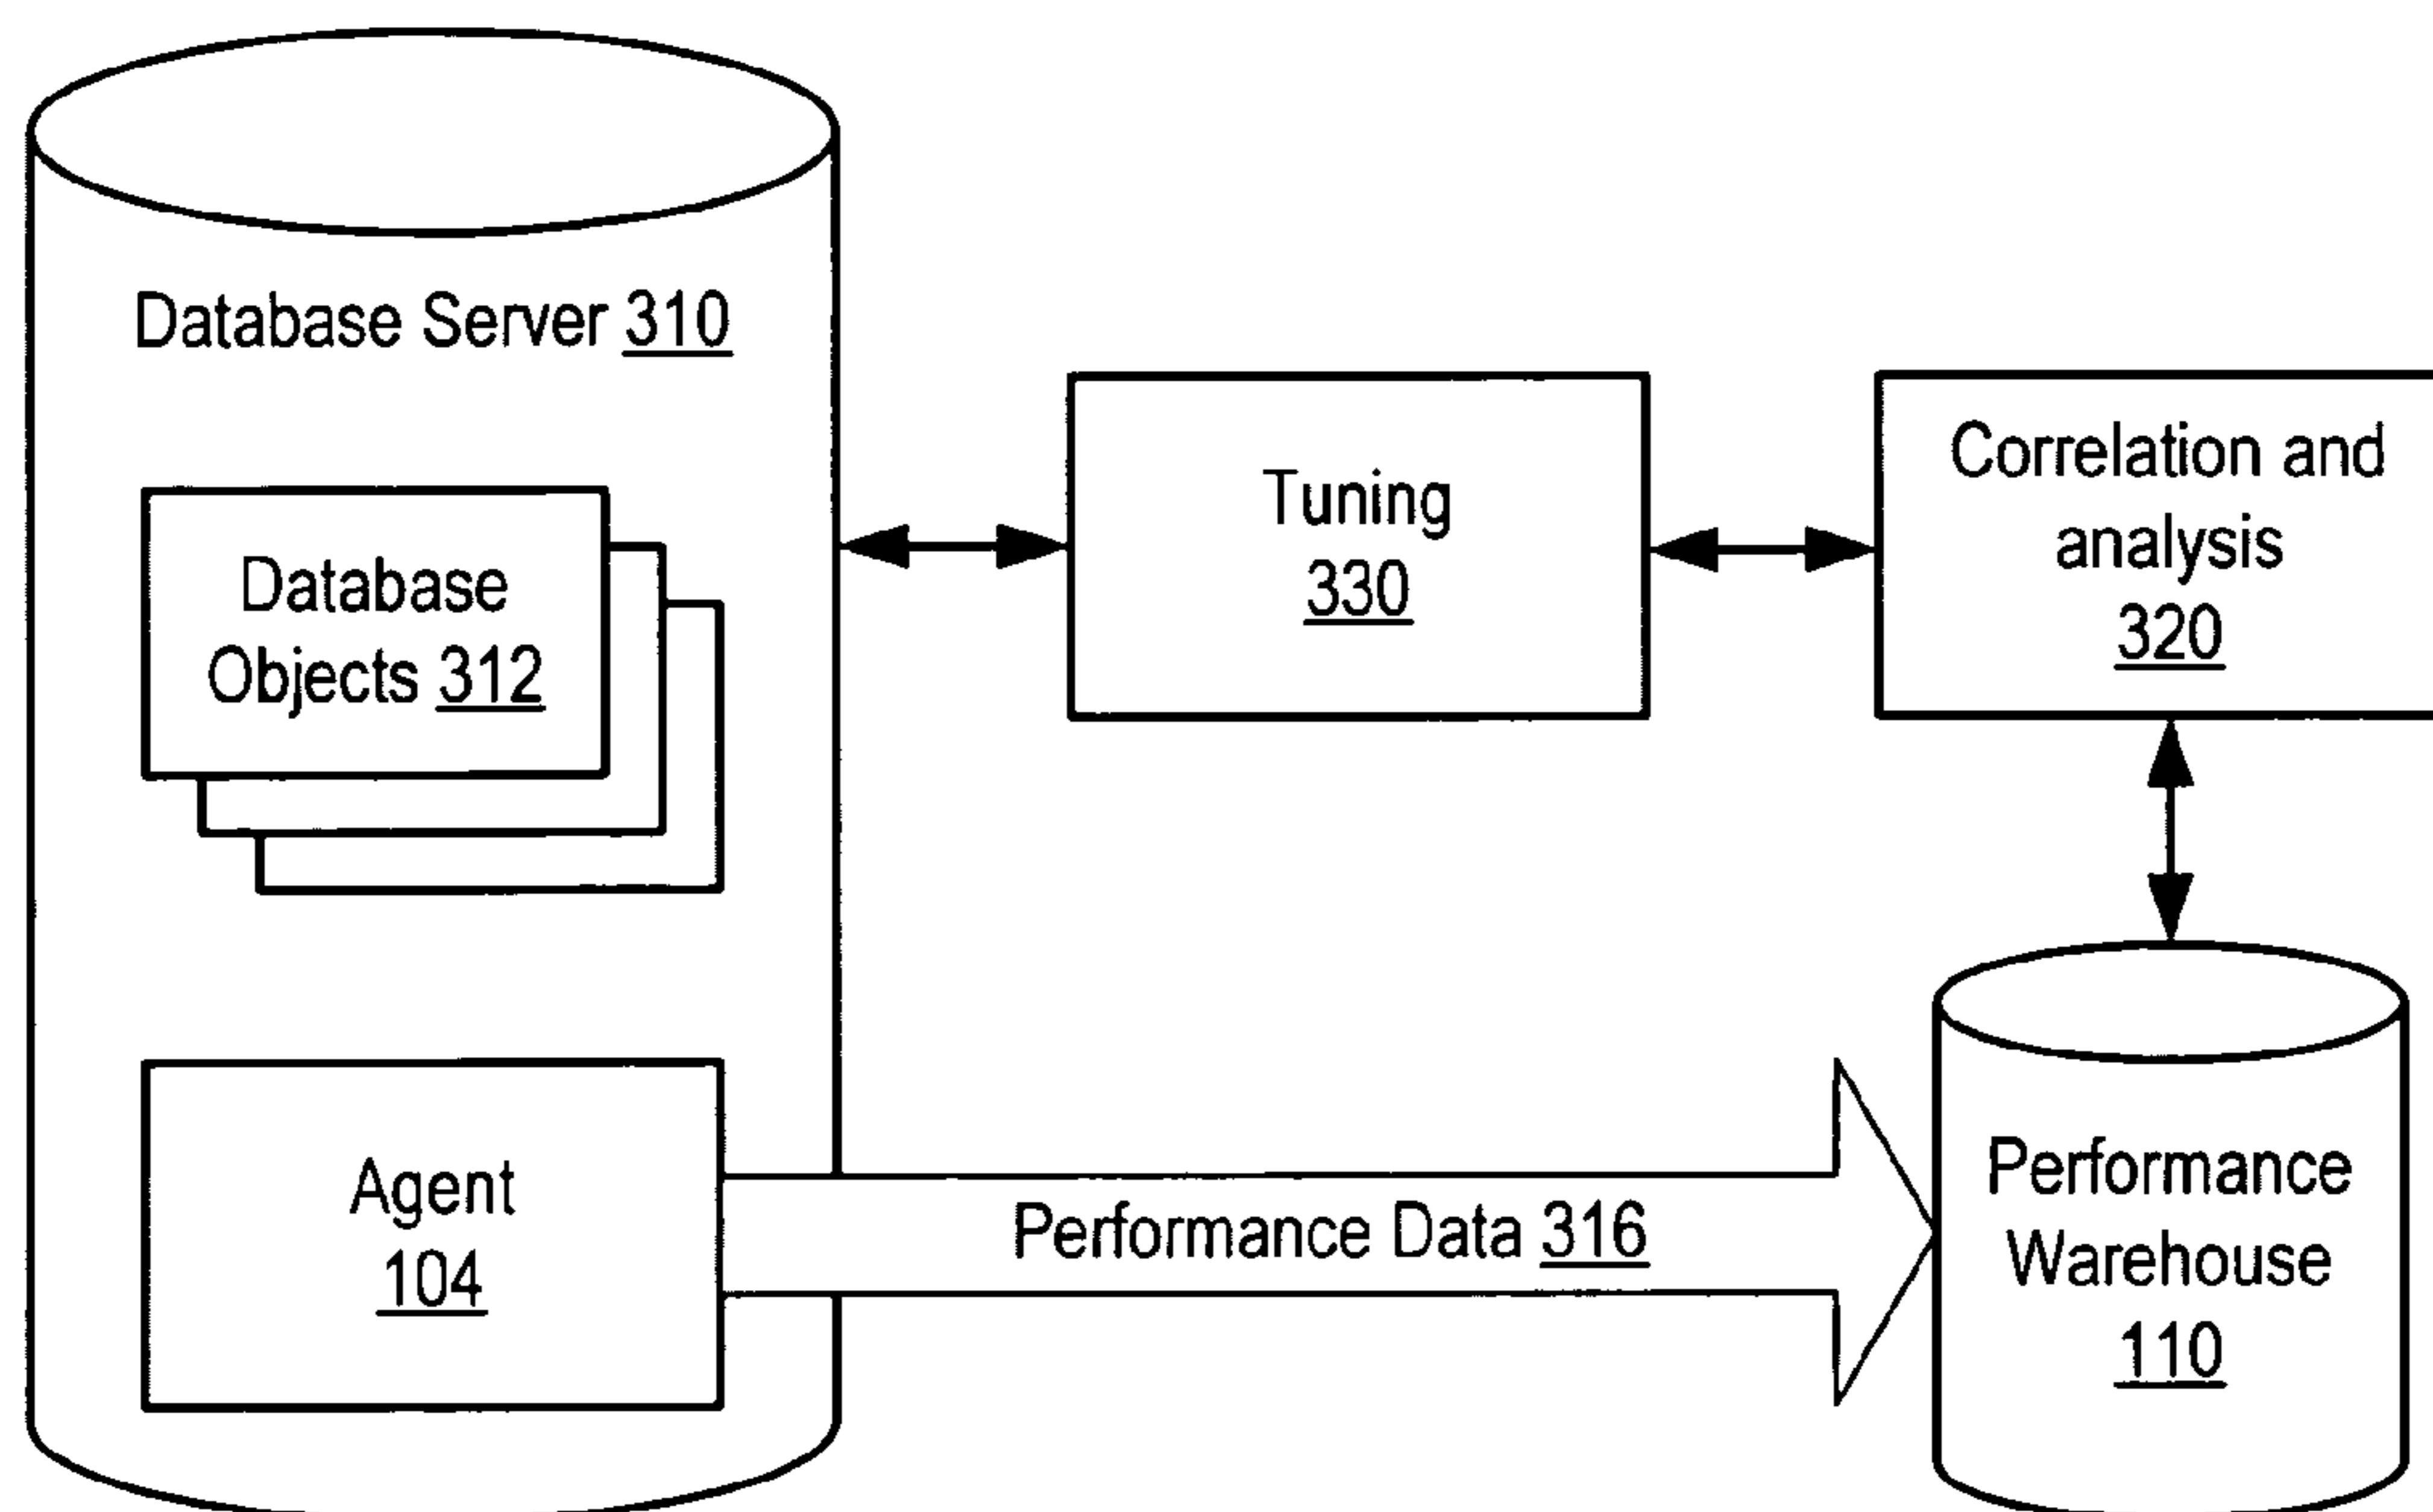 Database Server 310
Database
Objects 312
Agent
104
Tuning
330
Correlation and
analysis
320
Performance Data 316
Performance
Warehouse
110